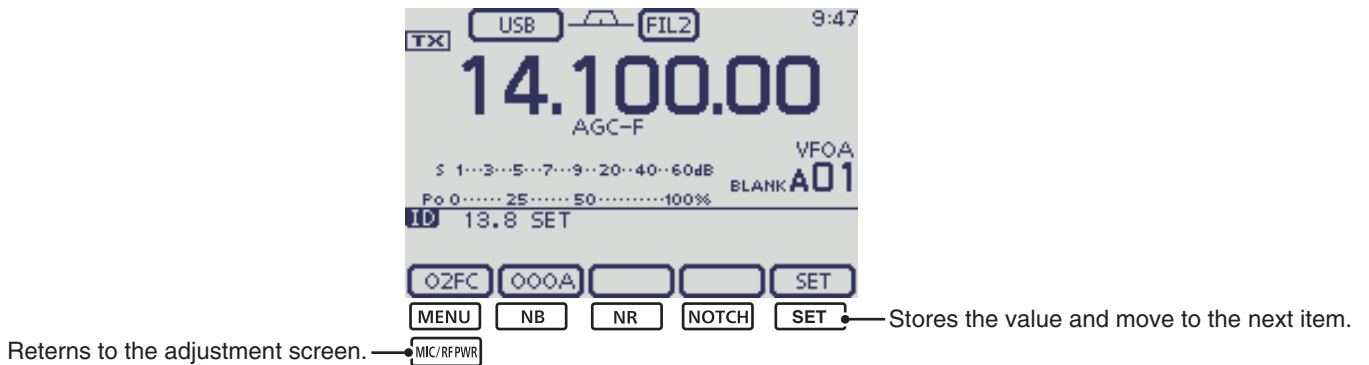 USB FIL2 9:47
TX
14.100.00
AGC-F
VFOA
S 1···3···5···7···9··20··40··60dB
BLANK A01
Po 0······25······50··········100%
ID 13.8 SET
02FC 000A SET
MENU NB NR NOTCH SET Stores the value and move to the next item.
Reterns to the adjustment screen. MIC/RFPWR